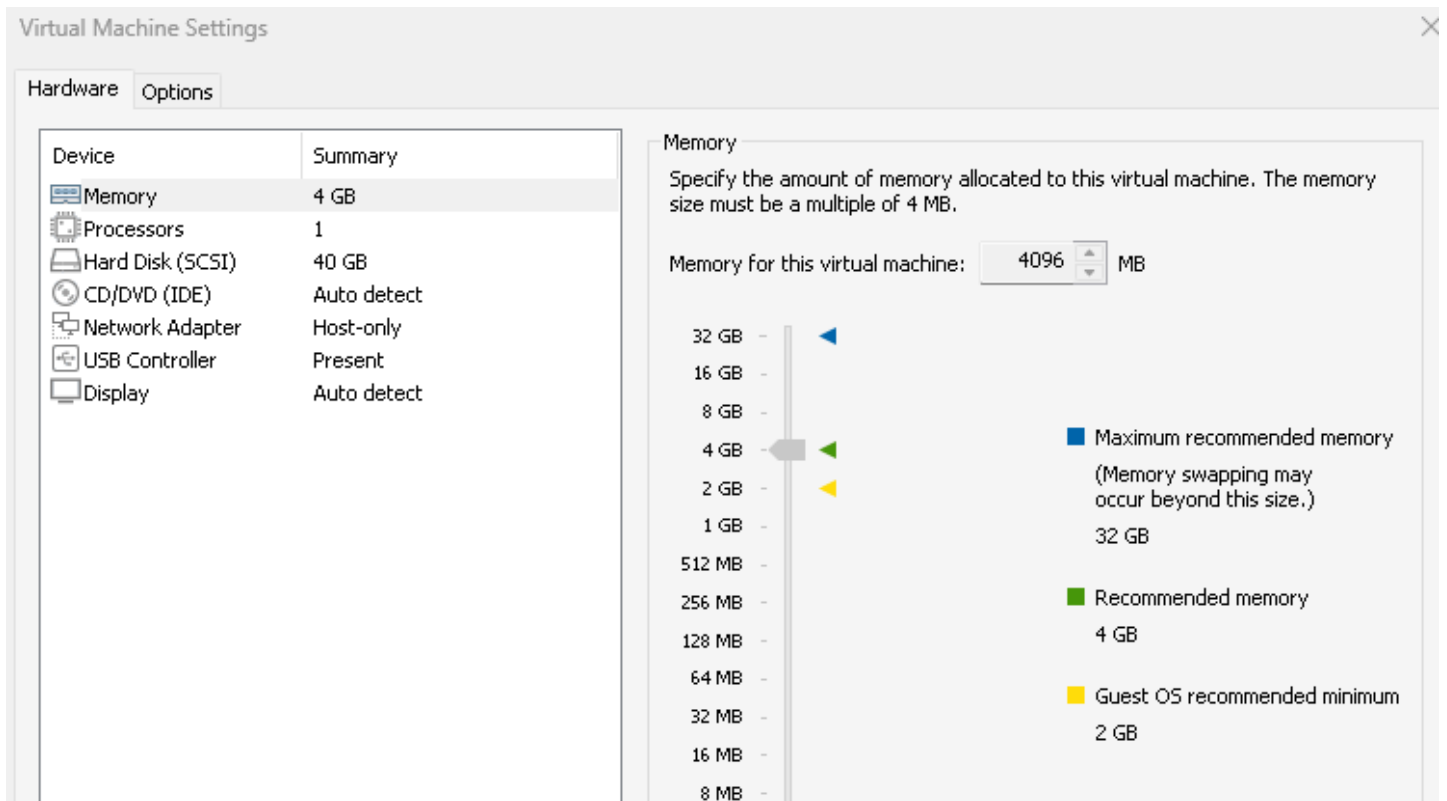 Virtual Machine Settings
Hardware
Options
Device Summary
Memory 4 GB
Processors 1
Hard Disk (SCSI) 40 GB
CD/DVD (IDE) Auto detect
Network Adapter Host-only
USB Controller Present
Display Auto detect
Memory
Specify the amount of memory allocated to this virtual machine. The memory
size must be a multiple of 4 MB.
Memory for this virtual machine: 4096 MB
32 GB
16 GB
8 GB
4 GB
2 GB
1 GB
512 MB
256 MB
128 MB
64 MB
32 MB
16 MB
8 MB
Maximum recommended memory
(Memory swapping may
occur beyond this size.)
32 GB
Recommended memory
4 GB
Guest OS recommended minimum
2 GB